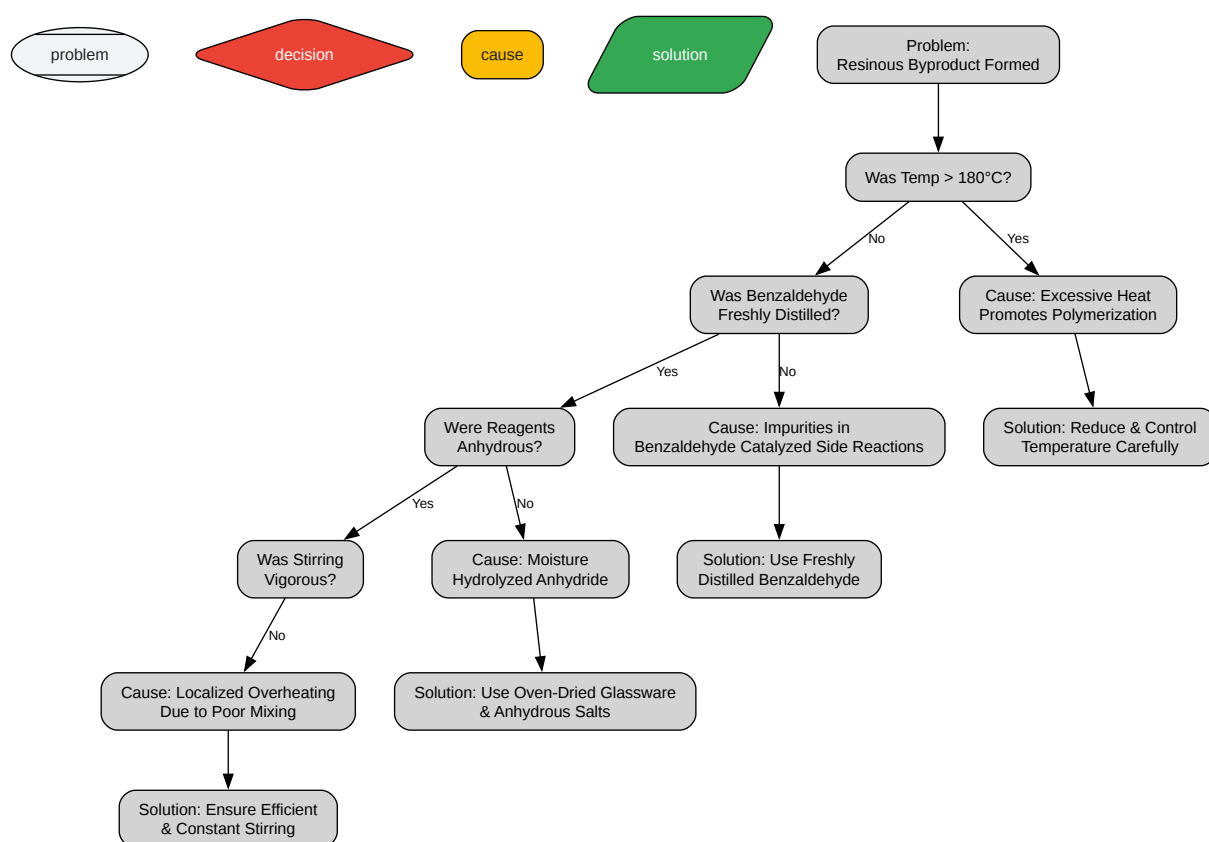 problem
decision
cause
solution
Problem:
Resinous Byproduct Formed
Was Temp > 180°C?
No
Yes
Was Benzaldehyde
Freshly Distilled?
Cause: Excessive Heat
Promotes Polymerization
Yes
No
Were Reagents
Anhydrous?
Cause: Impurities in
Benzaldehyde Catalyzed Side Reactions
Solution: Reduce & Control
Temperature Carefully
Yes
No
Was Stirring
Vigorous?
Cause: Moisture
Hydrolyzed Anhydride
Solution: Use Freshly
Distilled Benzaldehyde
No
Cause: Localized Overheating
Due to Poor Mixing
Solution: Use Oven-Dried Glassware
& Anhydrous Salts
Solution: Ensure Efficient
& Constant Stirring